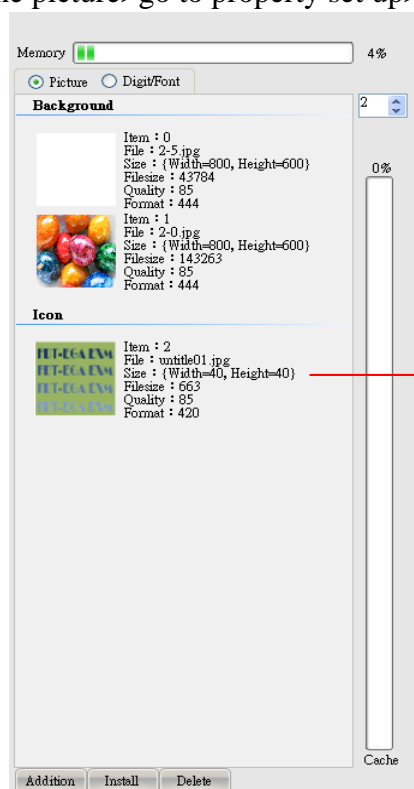 the picture, go to property set up,
Memory 4%
Picture Digit/Font
Background 2
Item : 0
File : 2-5.jpg
Size : {Width=800, Height=600}
Filesize : 43784
Quality : 85
Format : 444
0%
Item : 1
File : 2-0.jpg
Size : {Width=800, Height=600}
Filesize : 143263
Quality : 85
Format : 444
Icon
Item : 2
File : untitle01.jpg
Size : {Width=40, Height=40}
Filesize : 663
Quality : 85
Format : 420
Cache
Addition Install Delete